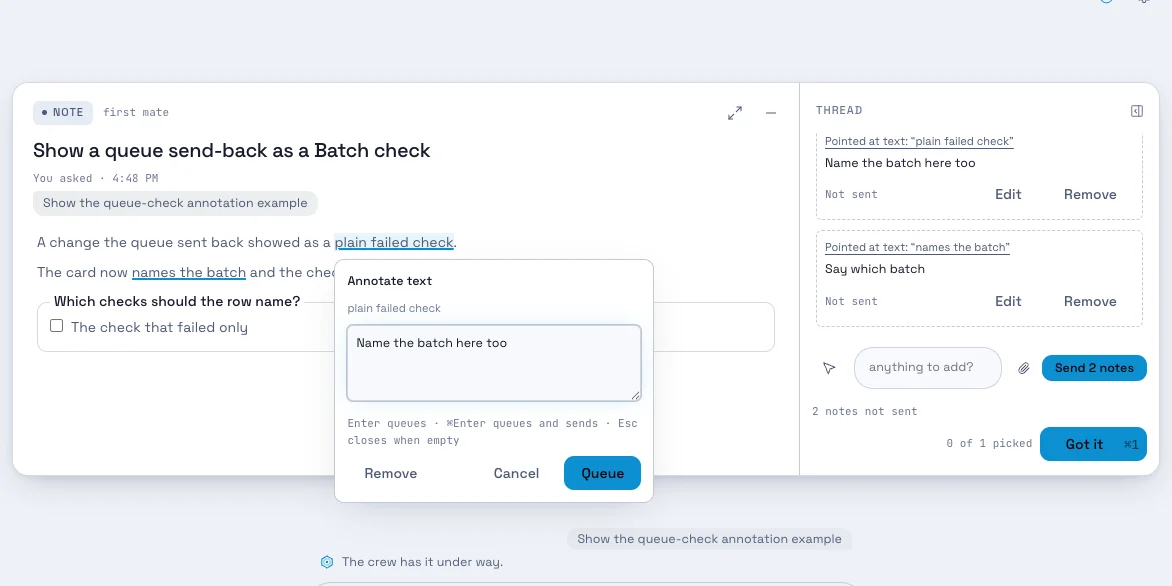 NOTE first mate
Show a queue send-back as a Batch check
You asked · 4:48 PM
Show the queue-check annotation example
A change the queue sent back showed as a plain failed check.
The card now names the batch and the
Which checks should the row name?
The check that failed only
Annotate text
plain failed check
Name the batch here too
Enter queues · ⌘Enter queues and sends · Esc
closes when empty
Remove Cancel Queue
THREAD
Pointed at text: “plain failed check”
Name the batch here too
Not sent Edit Remove
Pointed at text: “names the batch”
Say which batch
Not sent Edit Remove
anything to add? Send 2 notes
2 notes not sent
0 of 1 picked Got it ⌘1
Show the queue-check annotation example
The crew has it under way.